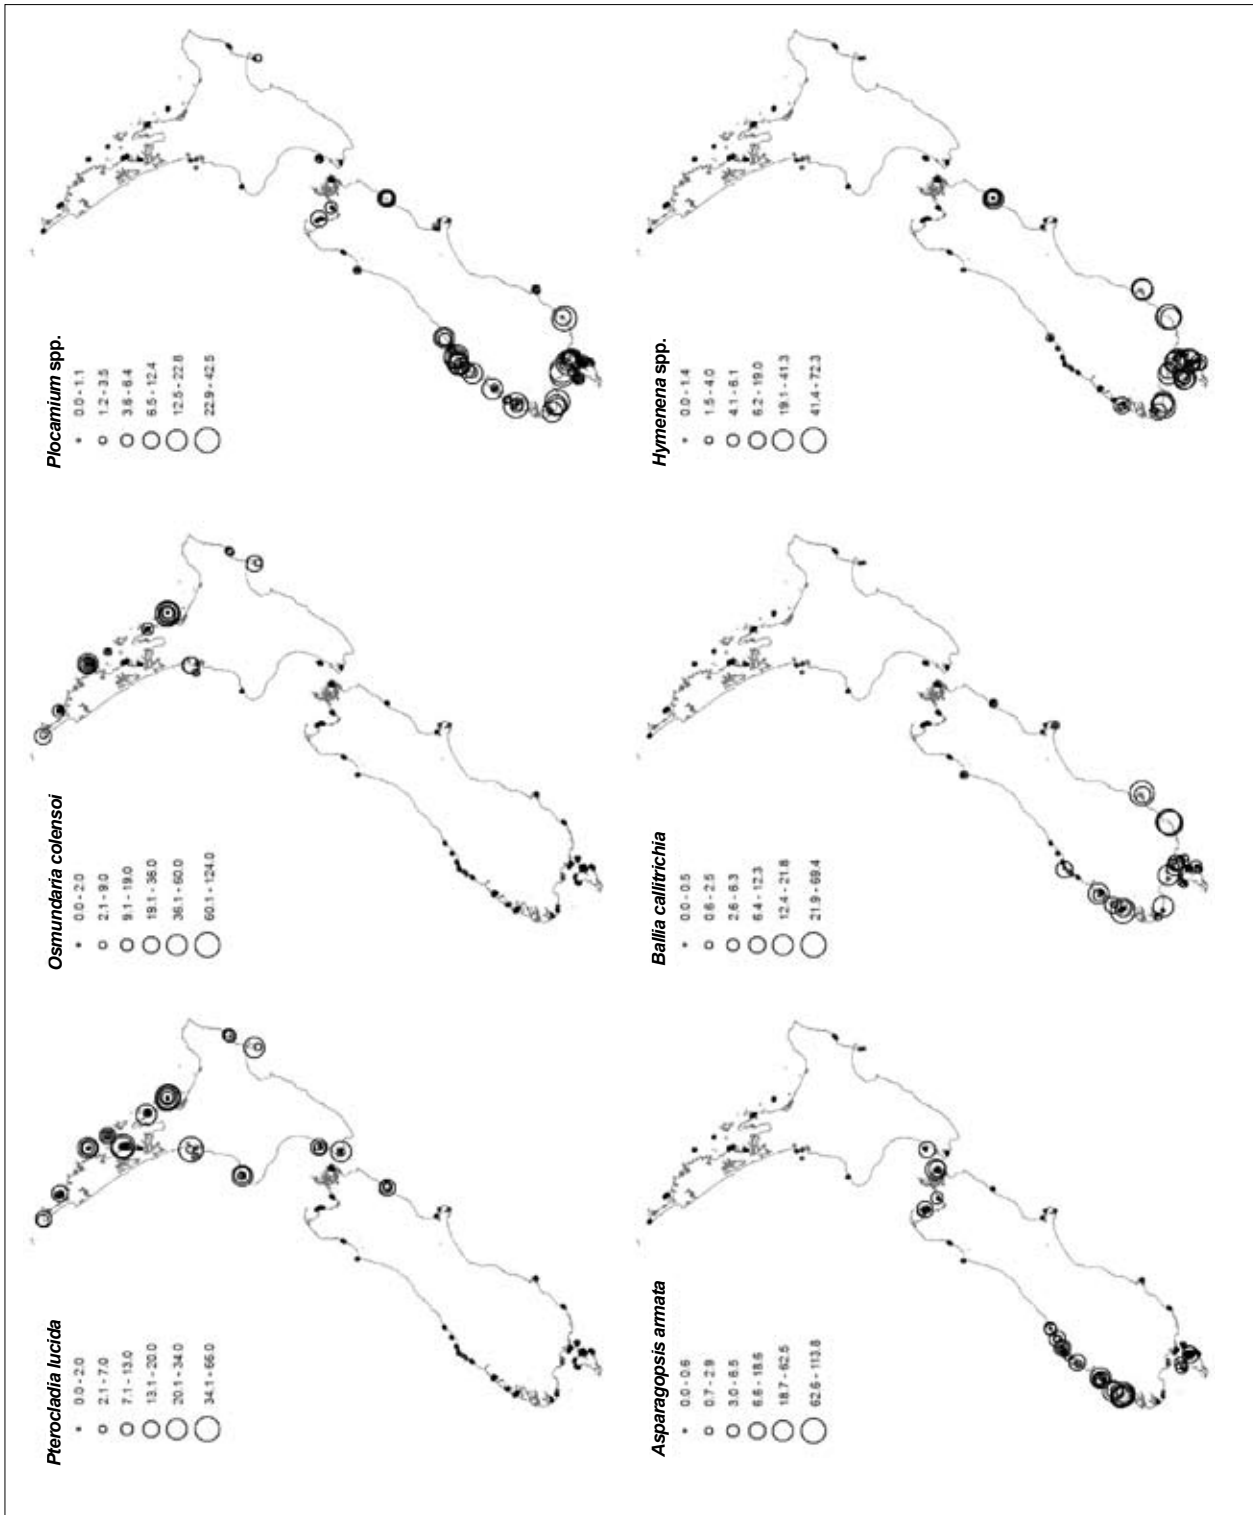 Pterocladia lucida
0.0 - 2.0
2.1 - 7.0
7.1 - 13.0
13.1 - 20.0
20.1 - 34.0
34.1 - 66.0
Osmundaria colensoi
0.0 - 2.0
2.1 - 9.0
9.1 - 19.0
19.1 - 36.0
36.1 - 60.0
60.1 - 124.0
Plocamium spp.
0.0 - 1.1
1.2 - 3.5
3.6 - 6.4
6.5 - 12.4
12.5 - 22.8
22.9 - 42.5
Asparagopsis armata
0.0 - 0.6
0.7 - 2.9
3.0 - 6.5
6.6 - 18.6
18.7 - 62.5
62.6 - 113.8
Ballia callitrichia
0.0 - 0.5
0.6 - 2.5
2.6 - 6.3
6.4 - 12.3
12.4 - 21.8
21.9 - 69.4
Hymenena spp.
0.0 - 1.4
1.5 - 4.0
4.1 - 6.1
6.2 - 19.0
19.1 - 41.3
41.4 - 72.3